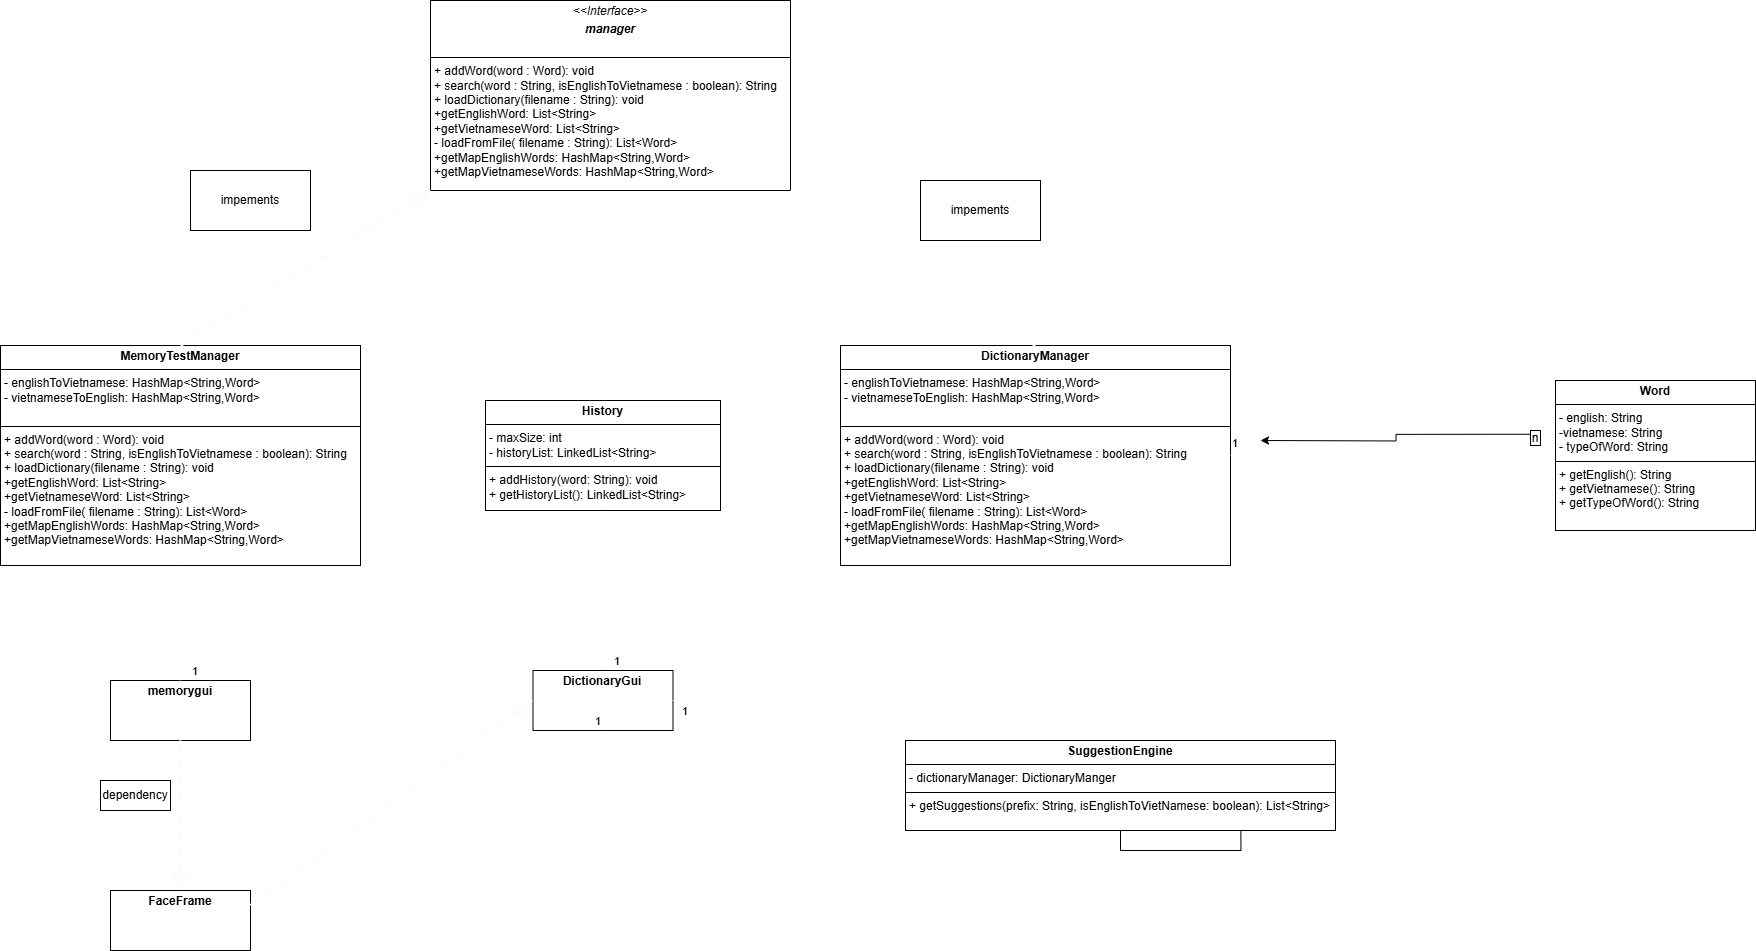 <<Interface>>
manager
+ addWord(word : Word): void
+ search(word : String, isEnglishToVietnamese : boolean): String
+ loadDictionary(filename : String): void
+getEnglishWord: List<String>
+getVietnameseWord: List<String>
- loadFromFile( filename : String): List<Word>
+getMapEnglishWords: HashMap<String,Word>
+getMapVietnameseWords: HashMap<String,Word>
impements
impements
MemoryTestManager
- englishToVietnamese: HashMap<String,Word>
- vietnameseToEnglish: HashMap<String,Word>
+ addWord(word : Word): void
+ search(word : String, isEnglishToVietnamese : boolean): String
+ loadDictionary(filename : String): void
+getEnglishWord: List<String>
+getVietnameseWord: List<String>
- loadFromFile( filename : String): List<Word>
+getMapEnglishWords: HashMap<String,Word>
+getMapVietnameseWords: HashMap<String,Word>
History
- maxSize: int
- historyList: LinkedList<String>
+ addHistory(word: String): void
+ getHistoryList(): LinkedList<String>
DictionaryManager
- englishToVietnamese: HashMap<String,Word>
- vietnameseToEnglish: HashMap<String,Word>
+ addWord(word : Word): void
+ search(word : String, isEnglishToVietnamese : boolean): String
+ loadDictionary(filename : String): void
+getEnglishWord: List<String>
+getVietnameseWord: List<String>
- loadFromFile( filename : String): List<Word>
+getMapEnglishWords: HashMap<String,Word>
+getMapVietnameseWords: HashMap<String,Word>
1
n
Word
- english: String
-vietnamese: String
- typeOfWord: String
+ getEnglish(): String
+ getVietnamese(): String
+ getTypeOfWord(): String
1
memorygui
1
DictionaryGui
1
1
dependency
SuggestionEngine
- dictionaryManager: DictionaryManger
+ getSuggestions(prefix: String, isEnglishToVietNamese: boolean): List<String>
FaceFrame